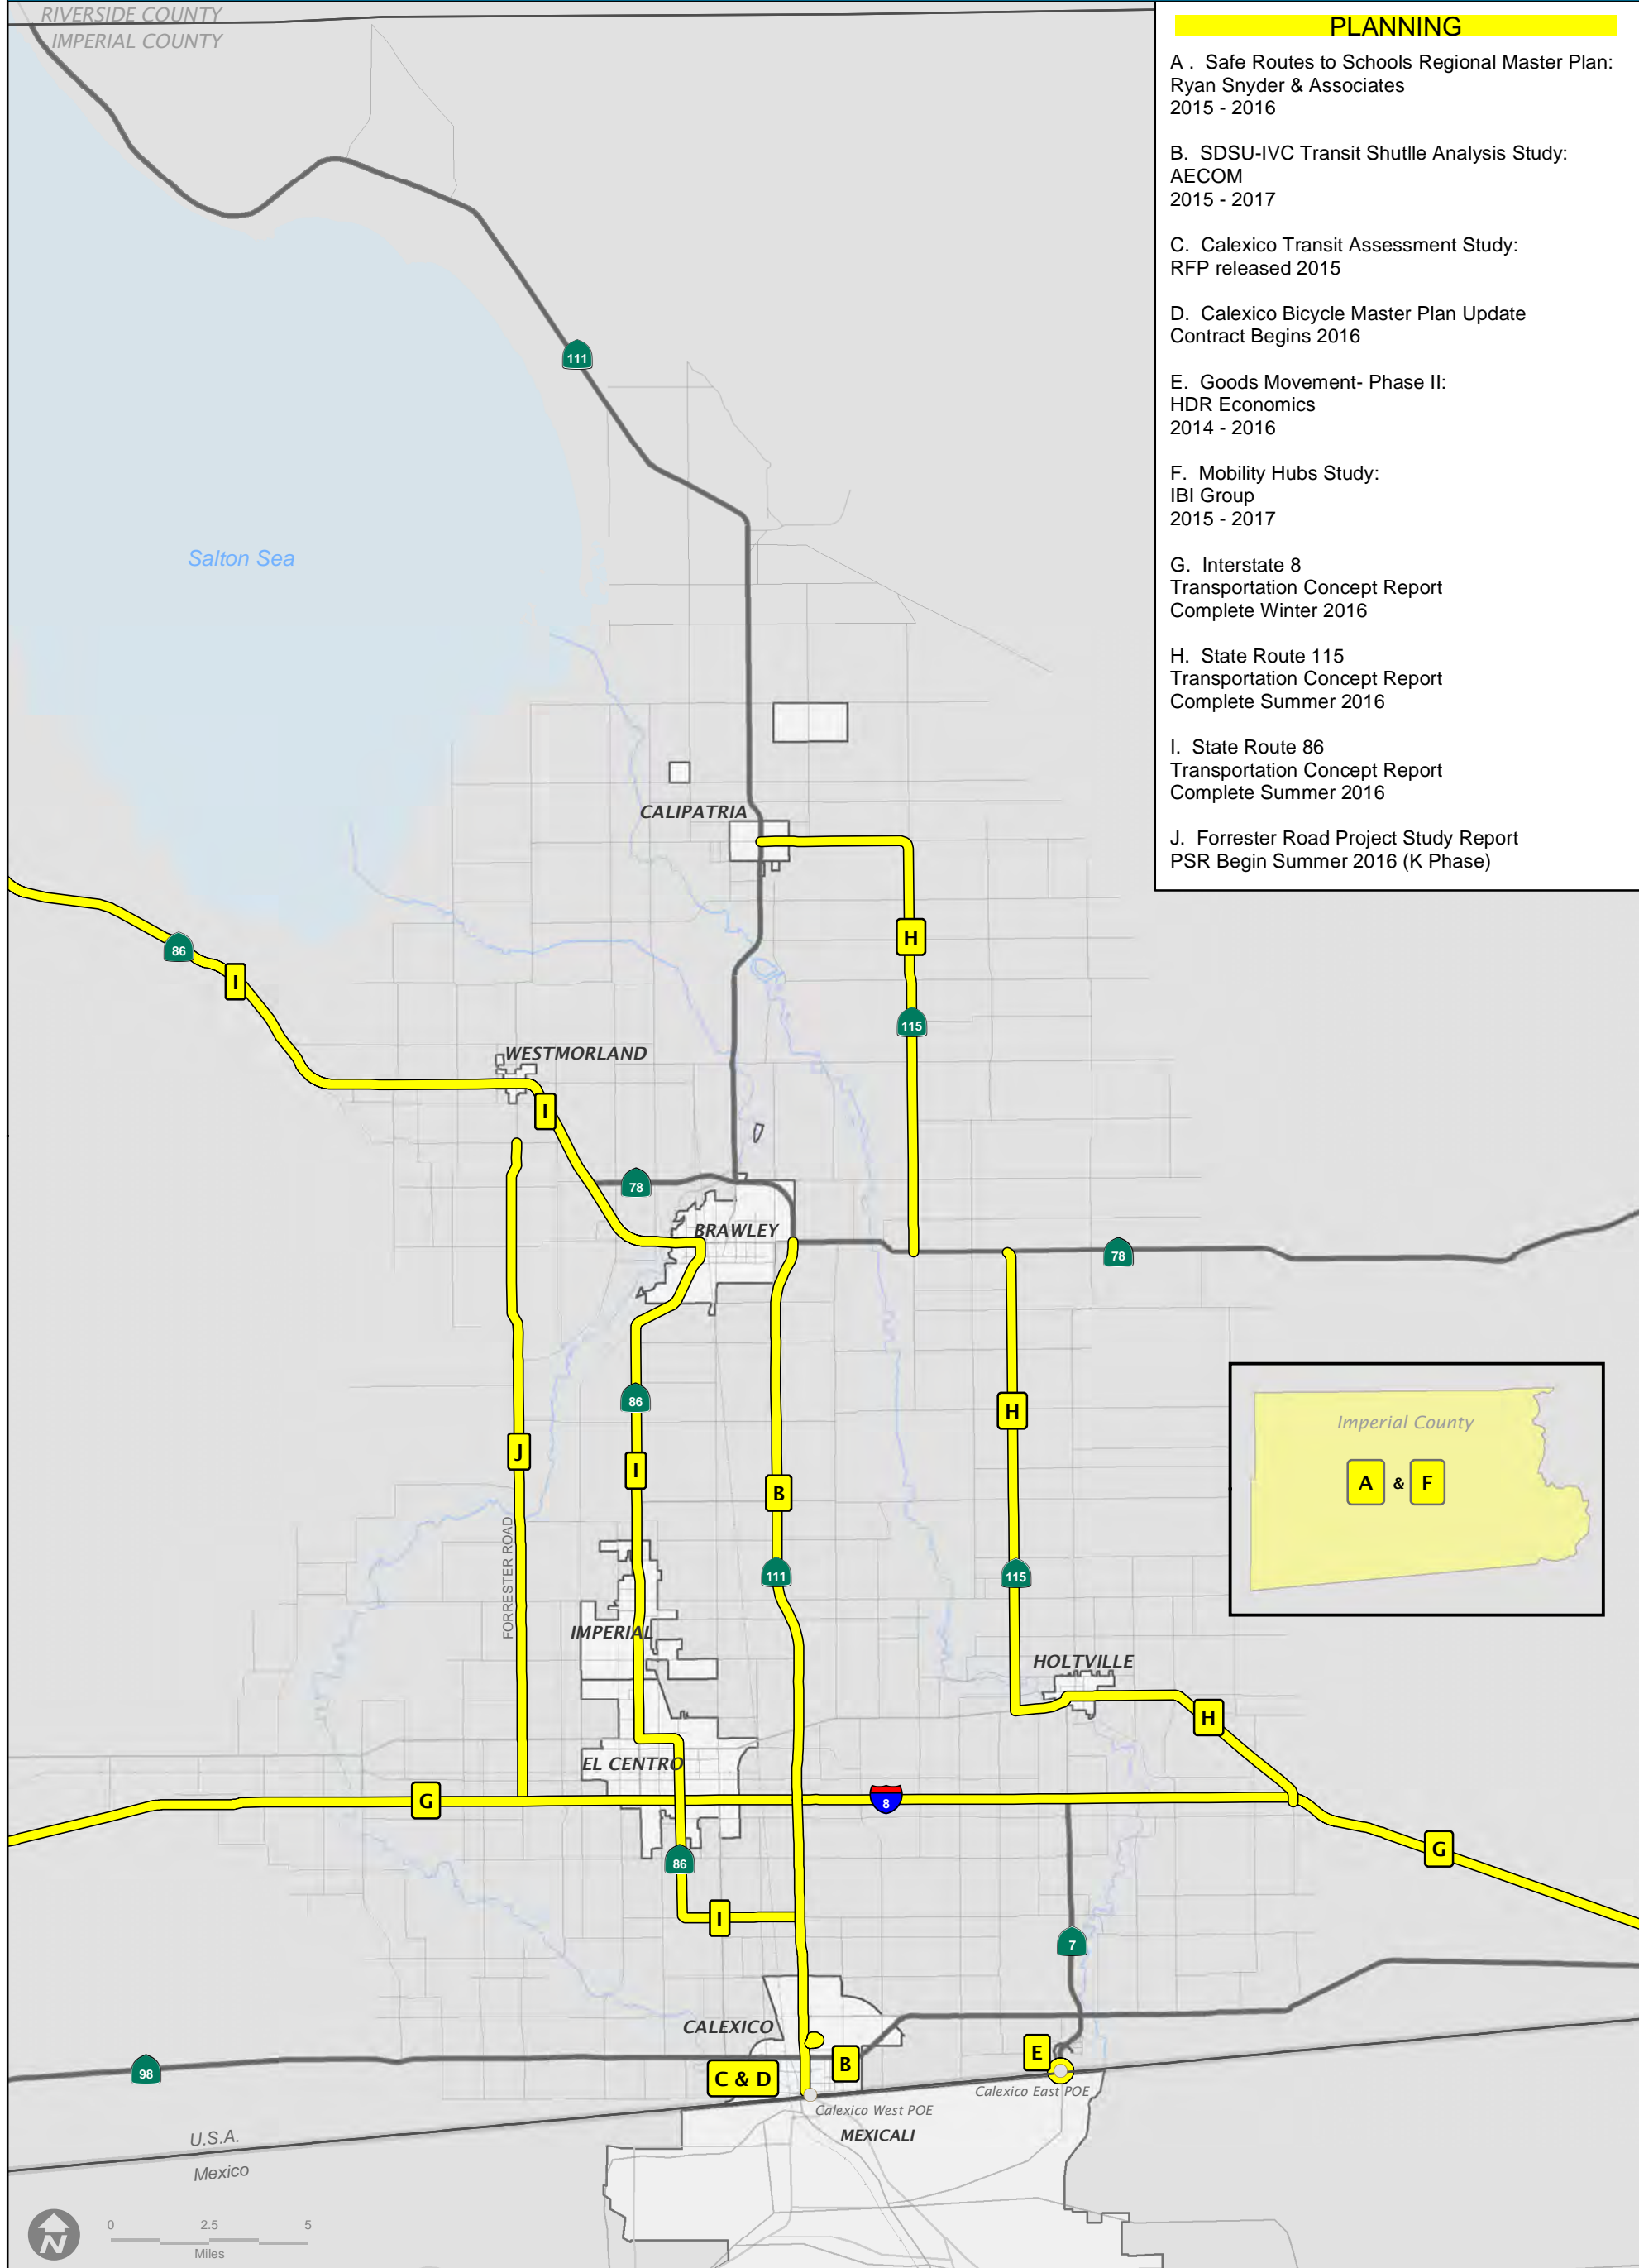 RIVERSIDE COUNTY
IMPERIAL COUNTY
PLANNING
A . Safe Routes to Schools Regional Master Plan:
Ryan Snyder & Associates
2015 - 2016
B. SDSU-IVC Transit Shutlle Analysis Study:
AECOM
2015 - 2017
C. Calexico Transit Assessment Study:
RFP released 2015
D. Calexico Bicycle Master Plan Update
Contract Begins 2016
E. Goods Movement- Phase II:
HDR Economics
2014 - 2016
F. Mobility Hubs Study:
IBI Group
2015 - 2017
G. Interstate 8
Transportation Concept Report
Complete Winter 2016
H. State Route 115
Transportation Concept Report
Complete Summer 2016
I. State Route 86
Transportation Concept Report
Complete Summer 2016
J. Forrester Road Project Study Report
PSR Begin Summer 2016 (K Phase)
111
Salton Sea
CALIPATRIA
H
86
I
115
WESTMORLAND
I
78
BRAWLEY
78
86
H
Imperial County
A & F
J
I
B
FORRESTER ROAD
111
115
IMPERIAL
HOLTVILLE
H
EL CENTRO
G
8
G
86
I
7
CALEXICO
E
B
98
C & D
Calexico East POE
Calexico West POE
MEXICALI
U.S.A.
Mexico
N
0 2.5 5
Miles